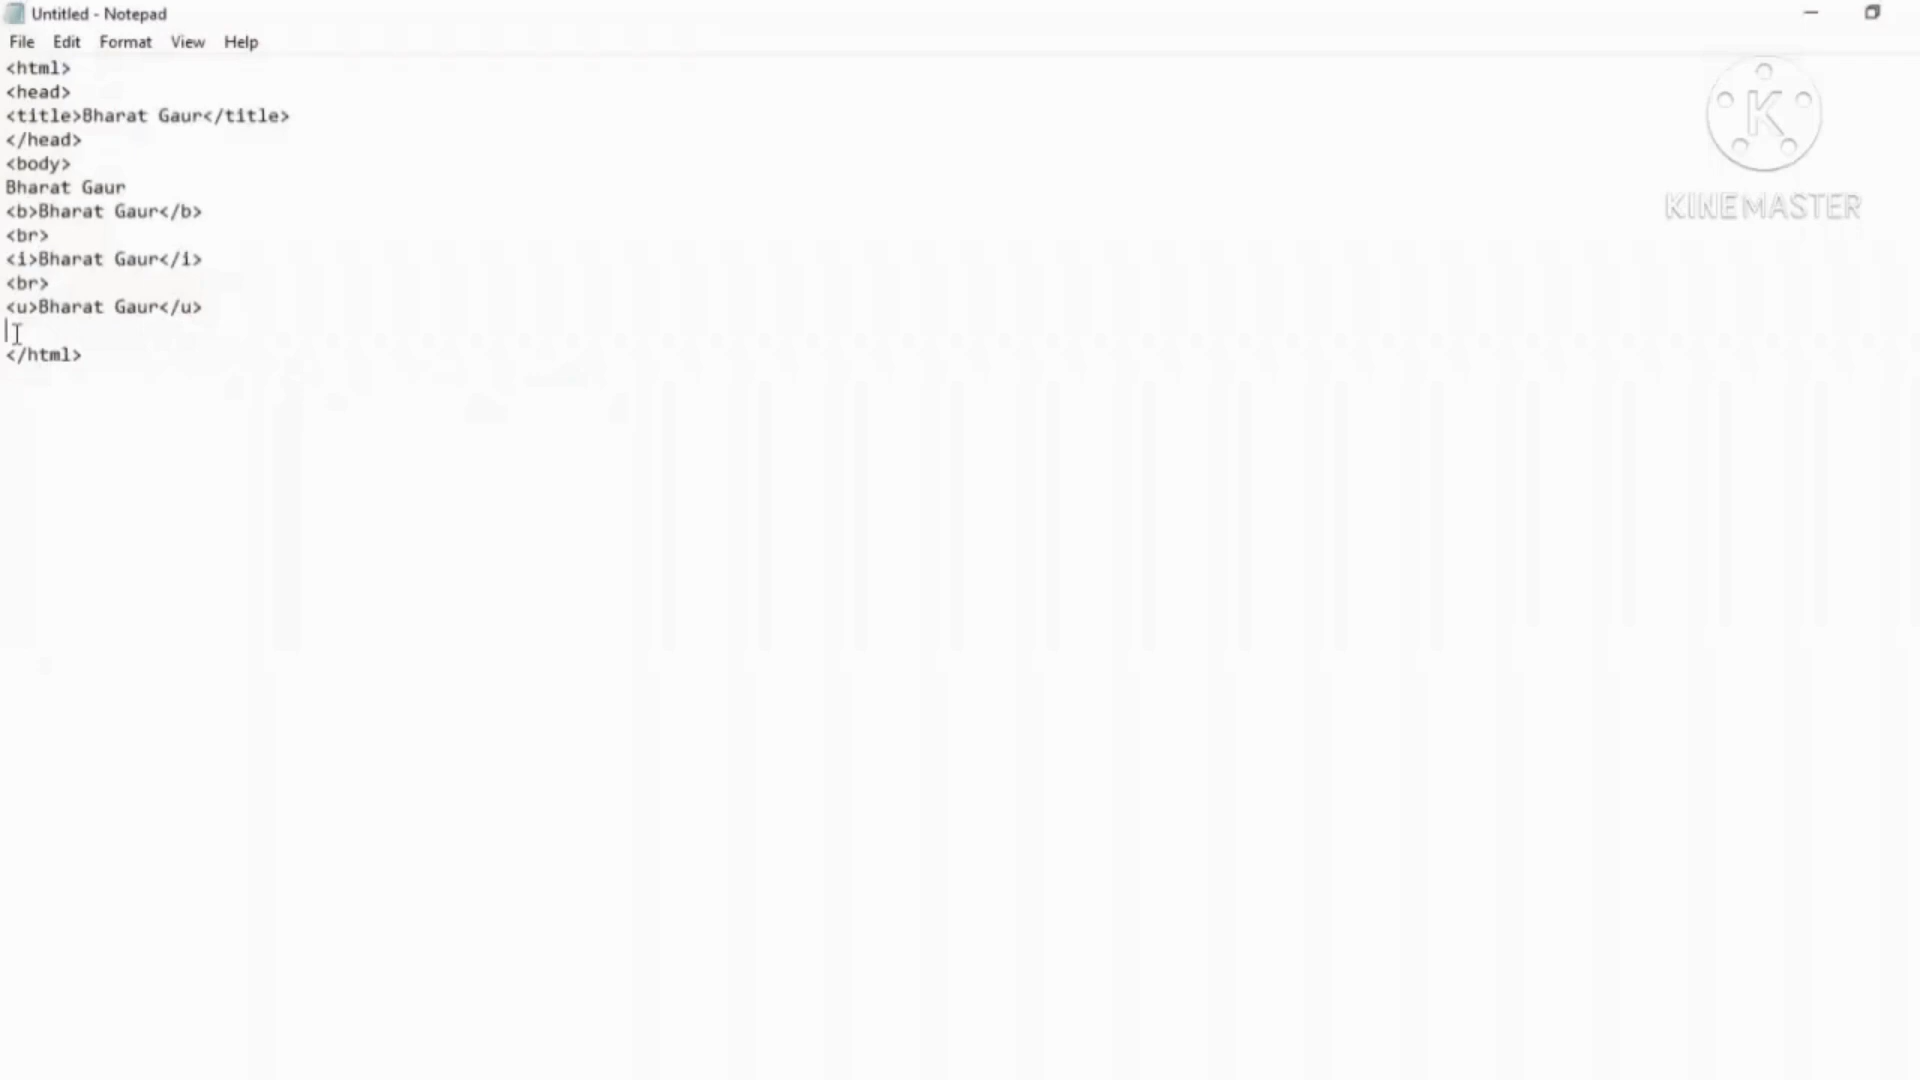 Untitled - Notepad
File Edit Format View Help
<html>
<head>
<title>Bharat Gaur</title>
</head>
<body>
Bharat Gaur
<b>Bharat Gaur</b>
<br>
<i>Bharat Gaur</i>
<br>
<u>Bharat Gaur</u>
</html>
K
KINEMASTER